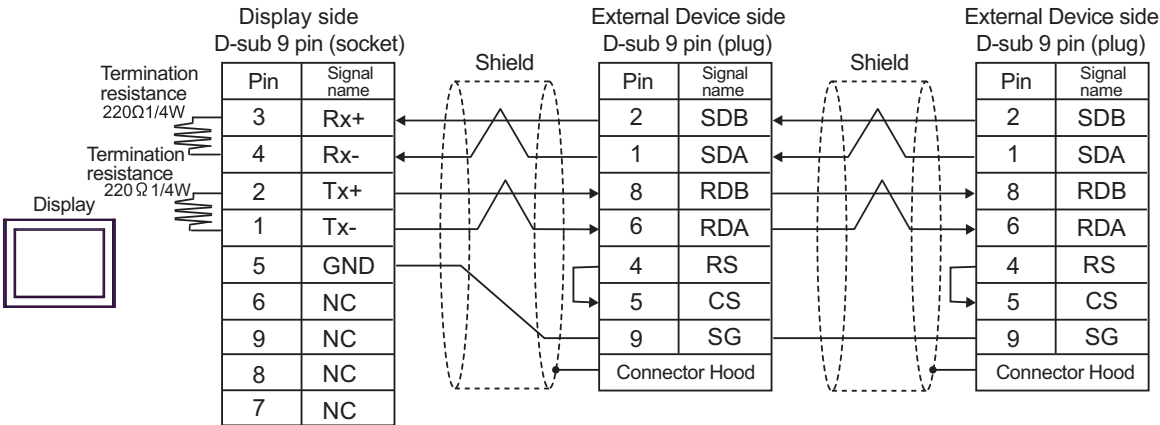 Display side
D-sub 9 pin (socket)
External Device side
D-sub 9 pin (plug)
External Device side
D-sub 9 pin (plug)
Shield
Shield
Termination
resistance
220Ω1/4W
Termination
resistance
220 Ω 1/4W
Display
Pin Signal name
3 Rx+
4 Rx-
2 Tx+
1 Tx-
5 GND
6 NC
9 NC
8 NC
7 NC
Pin Signal name
2 SDB
1 SDA
8 RDB
6 RDA
4 RS
5 CS
9 SG
Connector Hood
Pin Signal name
2 SDB
1 SDA
8 RDB
6 RDA
4 RS
5 CS
9 SG
Connector Hood